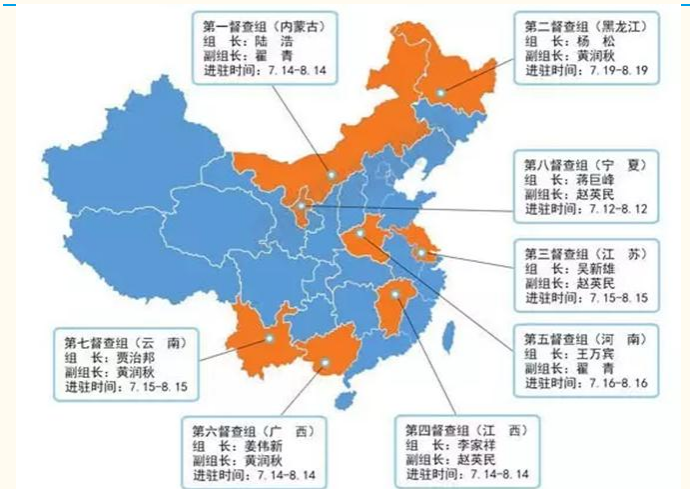 第一督查组（内蒙古）
组　长：陆　浩
副组长：翟　青
进驻时间：7.14-8.14
第二督查组（黑龙江）
组　长：杨　松
副组长：黄润秋
进驻时间：7.19-8.19
第八督查组（宁　夏）
组　长：蒋巨峰
副组长：赵英民
进驻时间：7.12-8.12
第三督查组（江　苏）
组　长：吴新雄
副组长：赵英民
进驻时间：7.15-8.15
第五督查组（河　南）
组　长：王万宾
副组长：翟　青
进驻时间：7.16-8.16
第七督查组（云　南）
组　长：贾治邦
副组长：黄润秋
进驻时间：7.15-8.15
第六督查组（广　西）
组　长：姜伟新
副组长：黄润秋
进驻时间：7.14-8.14
第四督查组（江　西）
组　长：李家祥
副组长：赵英民
进驻时间：7.14-8.14